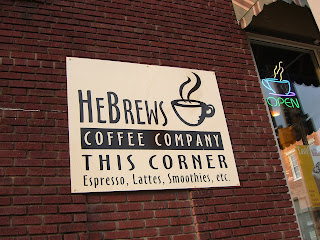 HEBREWS
COFFEE COMPANY
THIS CORNER
Espresso, Lattes, Smoothies, etc.
OPEN